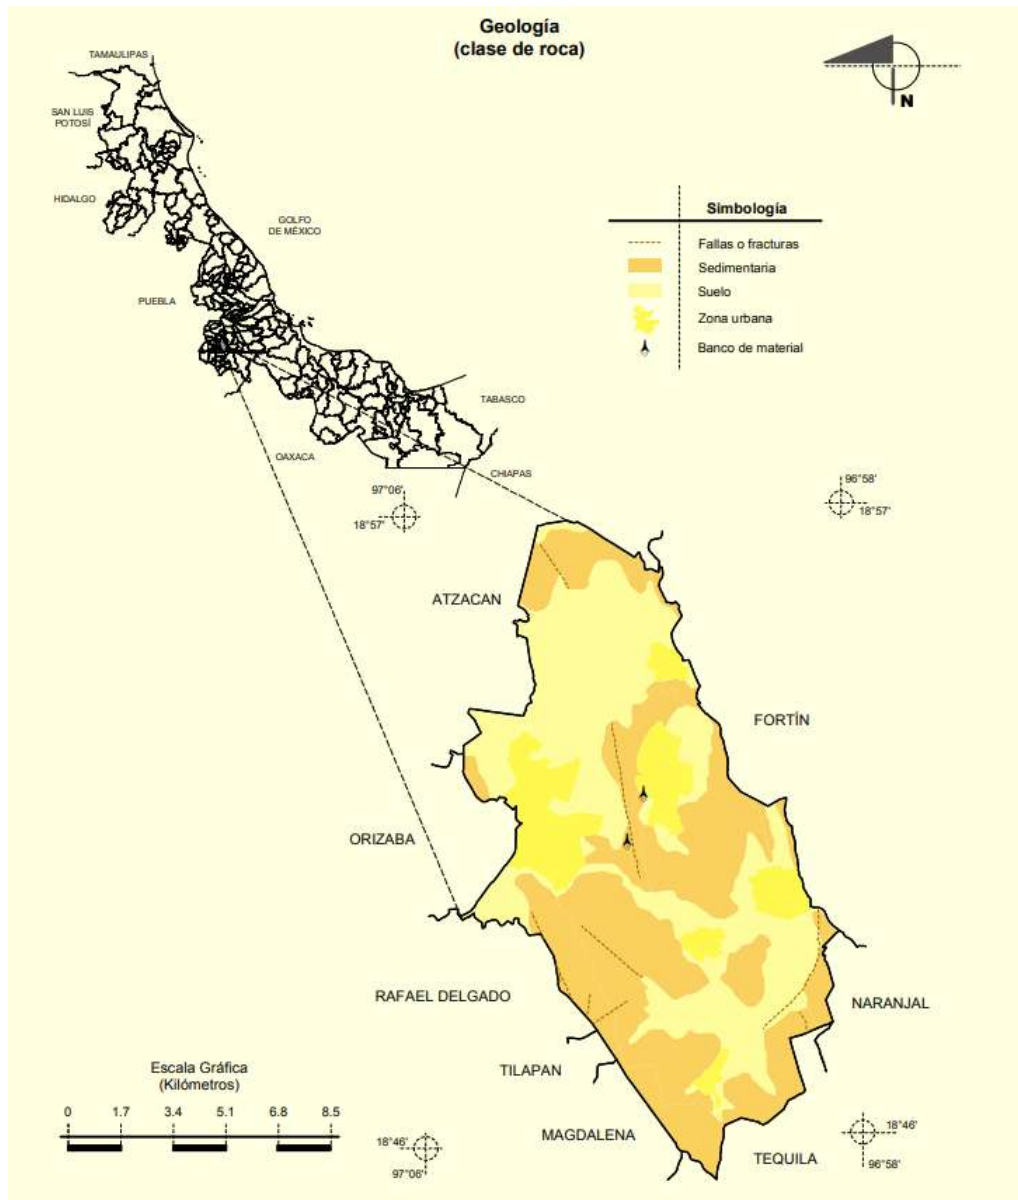 Geología
(clase de roca)
N
TAMAULIPAS
SAN LUIS
POTOSÍ
HIDALGO
GOLFO
DE MÉXICO
PUEBLA
TABASCO
OAXACA
CHIAPAS
Simbología
Fallas o fracturas
Sedimentaria
Suelo
Zona urbana
Banco de material
97°06'
18°57'
96°58'
18°57'
ATZACAN
FORTÍN
ORIZABA
RAFAEL DELGADO
NARANJAL
TILAPAN
MAGDALENA
TEQUILA
Escala Gráfica
(Kilómetros)
0 1.7 3.4 5.1 6.8 8.5
18°46'
97°06'
18°46'
96°58'